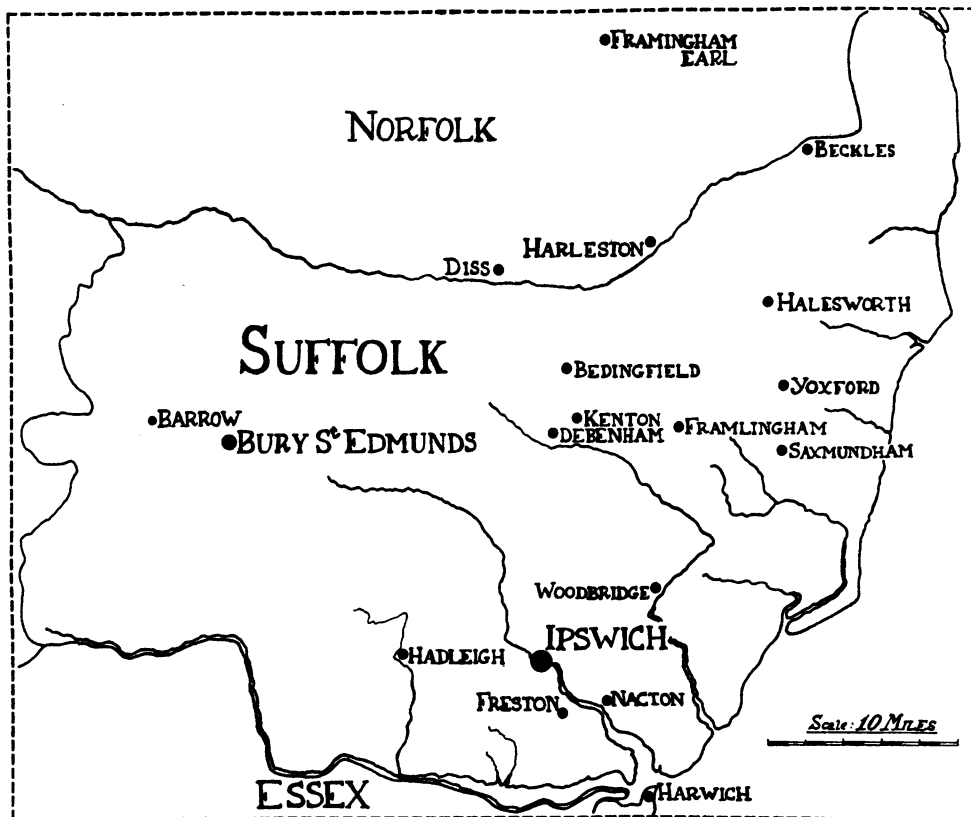 FRAMINGHAM
EARL
NORFOLK
BECKLES
HARLESTON
DISS
HALESWORTH
SUFFOLK
BEDINGFIELD
YOXFORD
BARROW
KENTON
DEBENHAM
FRAMLINGHAM
BURY St EDMUNDS
SAXMUNDHAM
WOODBRIDGE
IPSWICH
HADLEIGH
FRESTON
NACTON
Scale: 10 MILES
ESSEX
HARWICH